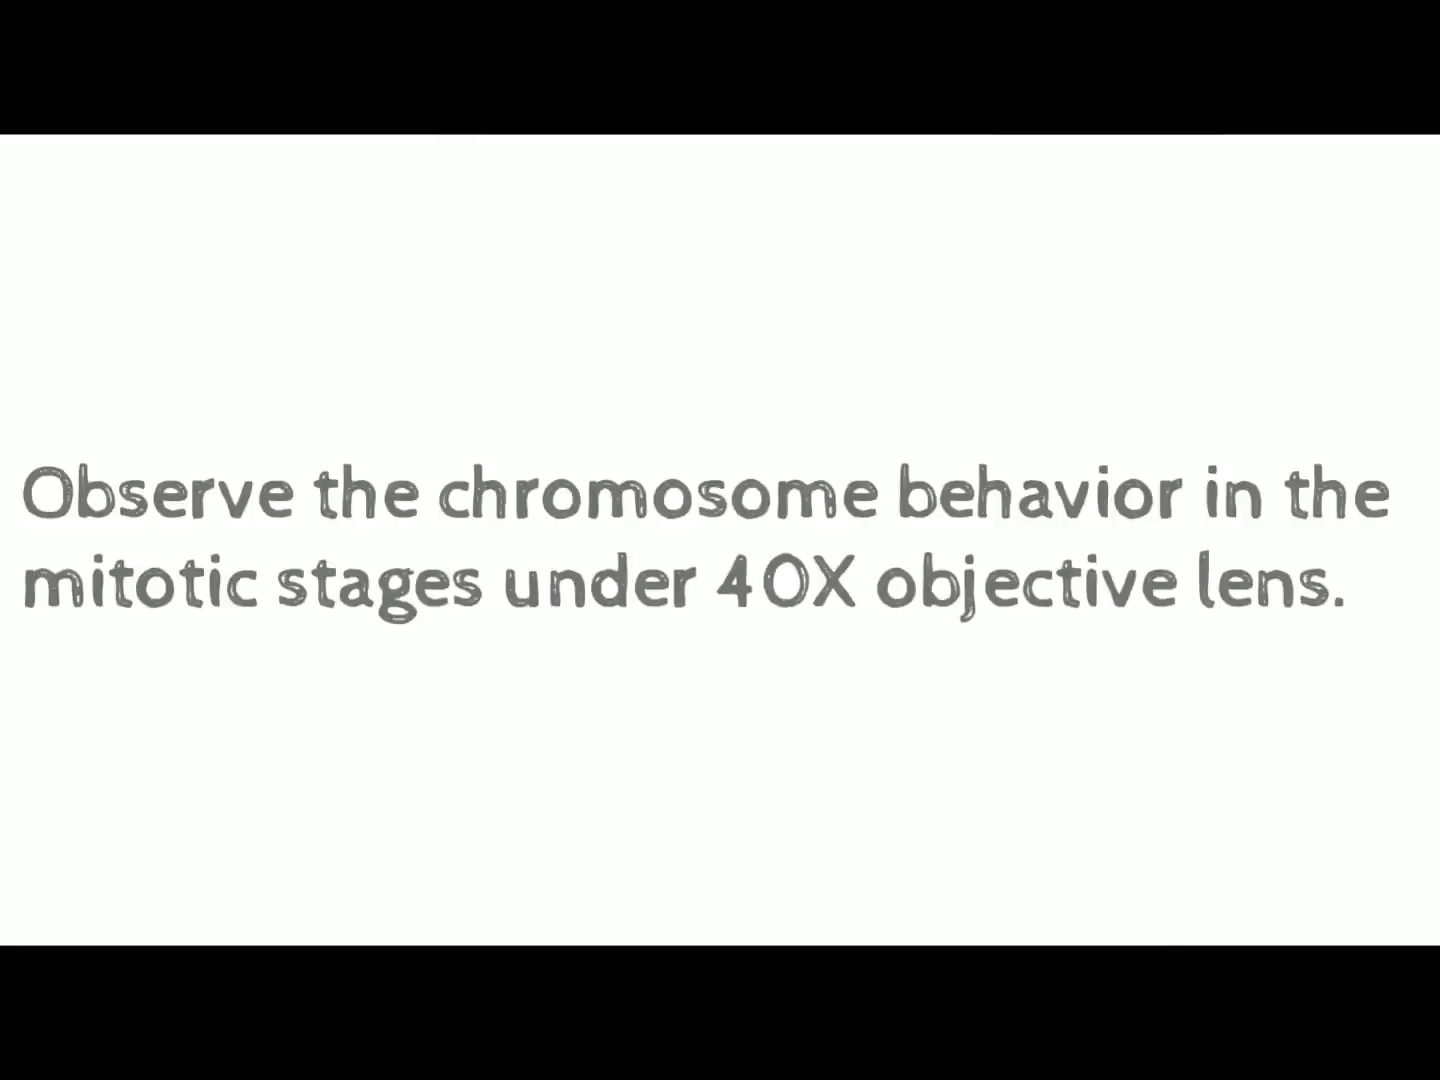 Observe the chromosome behavior in the
mitotic stages under 40X objective lens.